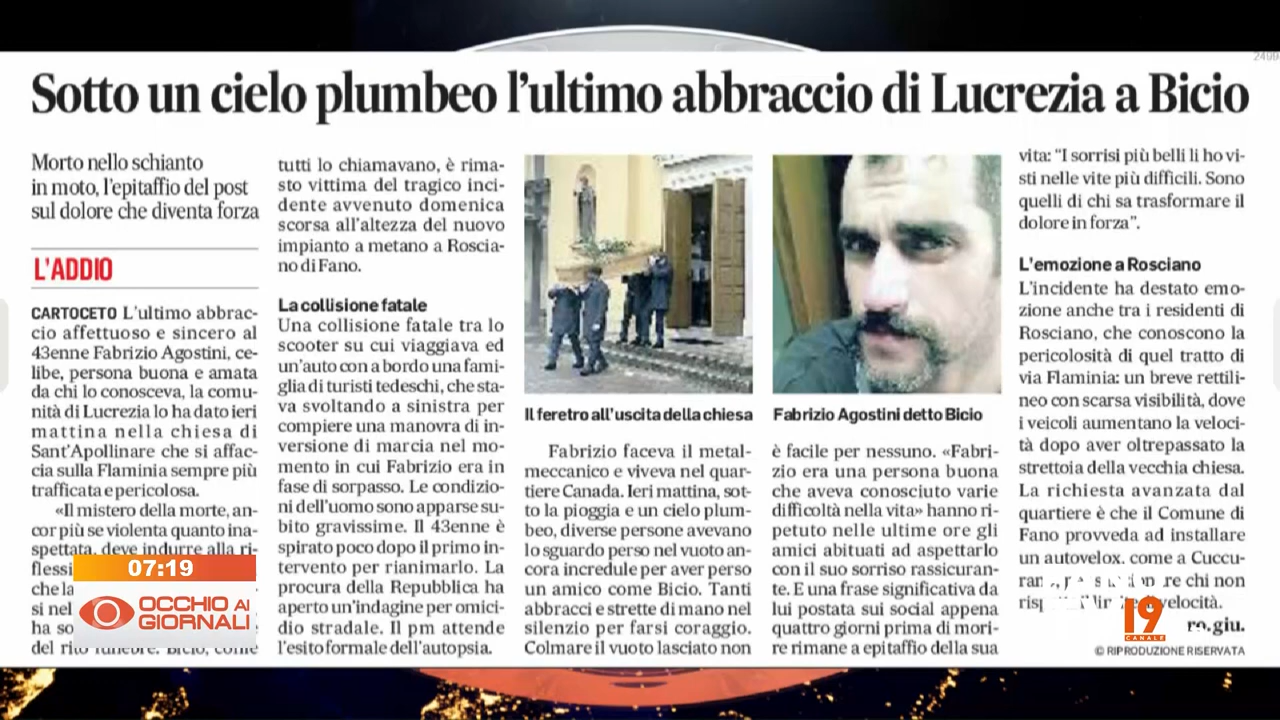 2499
Sotto un cielo plumbeo l'ultimo abbraccio di Lucrezia a Bicio
Morto nello schianto
in moto, l'epitaffio del post
sul dolore che diventa forza
L'ADDIO
CARTOCETO L'ultimo abbrac-
cio affettuoso e sincero al
43enne Fabrizio Agostini, ce-
libe, persona buona e amata
da chi lo conosceva, la comu-
nità di Lucrezia lo ha dato ieri
mattina nella chiesa di
Sant'Apollinare che si affac-
cia sulla Flaminia sempre più
trafficata e pericolosa.
«Il mistero della morte, an-
cor più se violenta quanto ina-
spettata, deve indurre alla ri-
flessi
che la
si nel
ha so
del rito funebre. Bicio, come
tutti lo chiamavano, è rima-
sto vittima del tragico inci-
dente avvenuto domenica
scorsa all'altezza del nuovo
impianto a metano a Roscia-
no di Fano.
La collisione fatale
Una collisione fatale tra lo
scooter su cui viaggiava ed
un'auto con a bordo una fami-
glia di turisti tedeschi, che sta-
va svoltando a sinistra per
compiere una manovra di in-
versione di marcia nel mo-
mento in cui Fabrizio era in
fase di sorpasso. Le condizio-
ni dell'uomo sono apparse su-
bito gravissime. Il 43enne è
spirato poco dopo il primo in-
tervento per rianimarlo. La
procura della Repubblica ha
aperto un'indagine per omici-
dio stradale. Il pm attende
l'esito formale dell'autopsia.
Il feretro all'uscita della chiesa
Fabrizio faceva il metal-
meccanico e viveva nel quar-
tiere Canada. Ieri mattina, sot-
to la pioggia e un cielo plum-
beo, diverse persone avevano
lo sguardo perso nel vuoto an-
cora incredule per aver perso
un amico come Bicio. Tanti
abbracci e strette di mano nel
silenzio per farsi coraggio.
Colmare il vuoto lasciato non
Fabrizio Agostini detto Bicio
è facile per nessuno. «Fabri-
zio era una persona buona
che aveva conosciuto varie
difficoltà nella vita» hanno ri-
petuto nelle ultime ore gli
amici abituati ad aspettarlo
con il suo sorriso rassicuran-
te. E una frase significativa da
lui postata sui social appena
quattro giorni prima di mori-
re rimane a epitaffio della sua
vita: "I sorrisi più belli li ho vi-
sti nelle vite più difficili. Sono
quelli di chi sa trasformare il
dolore in forza".
L'emozione a Rosciano
L'incidente ha destato emo-
zione anche tra i residenti di
Rosciano, che conoscono la
pericolosità di quel tratto di
via Flaminia: un breve rettili-
neo con scarsa visibilità, dove
i veicoli aumentano la veloci-
tà dopo aver oltrepassato la
strettoia della vecchia chiesa.
La richiesta avanzata dal
quartiere è che il Comune di
Fano provveda ad installare
un autovelox. come a Cuccu-
re chi non
velocità.
ro.giu.
© RIPRODUZIONE RISERVATA
07:19
OCCHIO AI
GIORNALI
19
CANALE